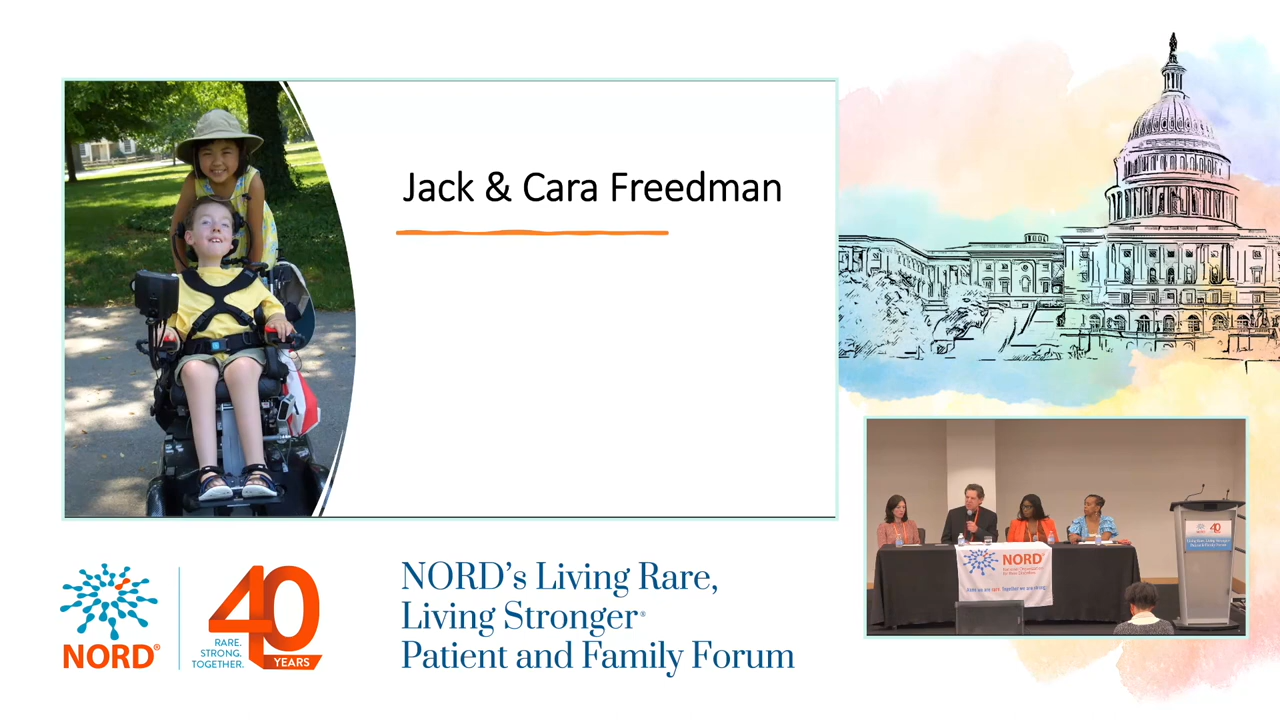 Jack & Cara Freedman
NORD®
40
RARE.
STRONG.
TOGETHER.
YEARS
NORD's Living Rare,
Living Stronger®
Patient and Family Forum
NORD®
40